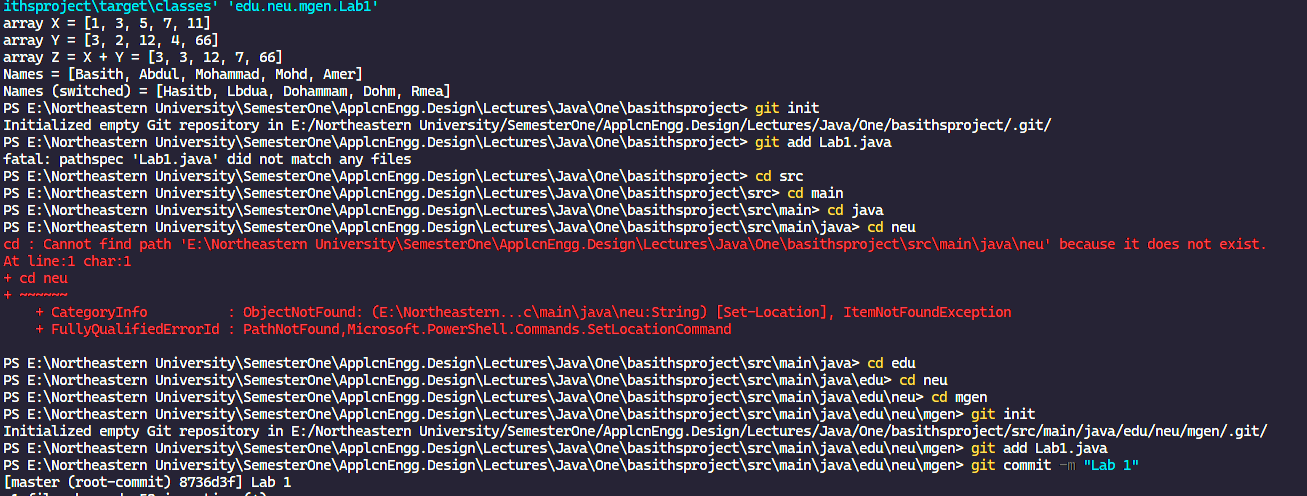 ithsproject\target\classes' 'edu.neu.mgen.Lab1'
array X = [1, 3, 5, 7, 11]
array Y = [3, 2, 12, 4, 66]
array Z = X + Y = [3, 3, 12, 7, 66]
Names = [Basith, Abdul, Mohammad, Mohd, Amer]
Names (switched) = [Hasitb, Lbdua, Dohammam, Dohm, Rmea]
PS E:\Northeastern University\SemesterOne\ApplcnEngg.Design\Lectures\Java\One\basithsproject> git init
Initialized empty Git repository in E:/Northeastern University/SemesterOne/ApplcnEngg.Design/Lectures/Java/One/basithsproject/.git/
PS E:\Northeastern University\SemesterOne\ApplcnEngg.Design\Lectures\Java\One\basithsproject> git add Lab1.java
fatal: pathspec 'Lab1.java' did not match any files
PS E:\Northeastern University\SemesterOne\ApplcnEngg.Design\Lectures\Java\One\basithsproject> cd src
PS E:\Northeastern University\SemesterOne\ApplcnEngg.Design\Lectures\Java\One\basithsproject\src> cd main
PS E:\Northeastern University\SemesterOne\ApplcnEngg.Design\Lectures\Java\One\basithsproject\src\main> cd java
PS E:\Northeastern University\SemesterOne\ApplcnEngg.Design\Lectures\Java\One\basithsproject\src\main\java> cd neu
cd : Cannot find path 'E:\Northeastern University\SemesterOne\ApplcnEngg.Design\Lectures\Java\One\basithsproject\src\main\java\neu' because it does not exist.
At line:1 char:1
+ cd neu
+ ~~~~~~
+ CategoryInfo : ObjectNotFound: (E:\Northeastern...c\main\java\neu:String) [Set-Location], ItemNotFoundException
+ FullyQualifiedErrorId : PathNotFound,Microsoft.PowerShell.Commands.SetLocationCommand
PS E:\Northeastern University\SemesterOne\ApplcnEngg.Design\Lectures\Java\One\basithsproject\src\main\java> cd edu
PS E:\Northeastern University\SemesterOne\ApplcnEngg.Design\Lectures\Java\One\basithsproject\src\main\java\edu> cd neu
PS E:\Northeastern University\SemesterOne\ApplcnEngg.Design\Lectures\Java\One\basithsproject\src\main\java\edu\neu> cd mgen
PS E:\Northeastern University\SemesterOne\ApplcnEngg.Design\Lectures\Java\One\basithsproject\src\main\java\edu\neu\mgen> git init
Initialized empty Git repository in E:/Northeastern University/SemesterOne/ApplcnEngg.Design/Lectures/Java/One/basithsproject/src/main/java/edu/neu/mgen/.git/
PS E:\Northeastern University\SemesterOne\ApplcnEngg.Design\Lectures\Java\One\basithsproject\src\main\java\edu\neu\mgen> git add Lab1.java
PS E:\Northeastern University\SemesterOne\ApplcnEngg.Design\Lectures\Java\One\basithsproject\src\main\java\edu\neu\mgen> git commit -m "Lab 1"
[master (root-commit) 8736d3f] Lab 1